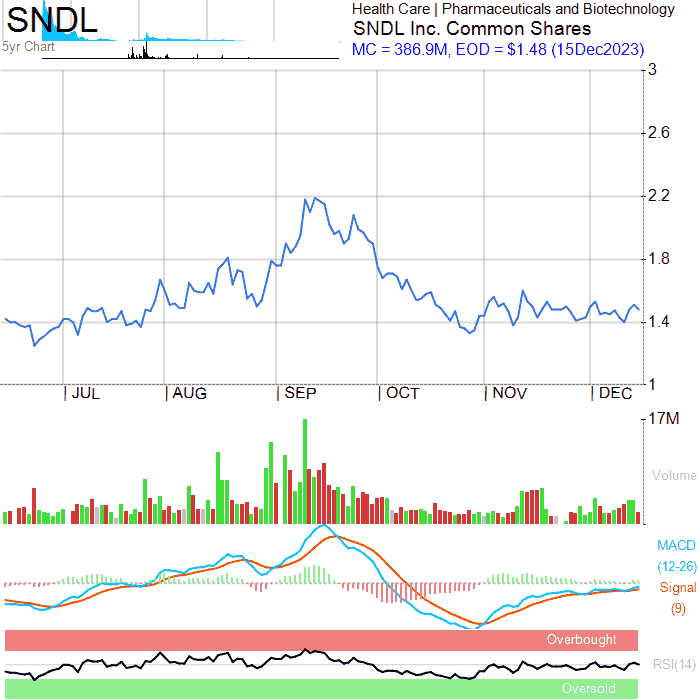 SNDL
5yr Chart
Health Care | Pharmaceuticals and Biotechnology
SNDL Inc. Common Shares
MC = 386.9M, EOD = $1.48 (15Dec2023)
3
2.6
2.2
1.8
1.4
1
| JUL | AUG | SEP | OCT | NOV | DEC
17M
Volume
MACD
(12-26)
Signal
(9)
Overbought
RSI(14)
Oversold